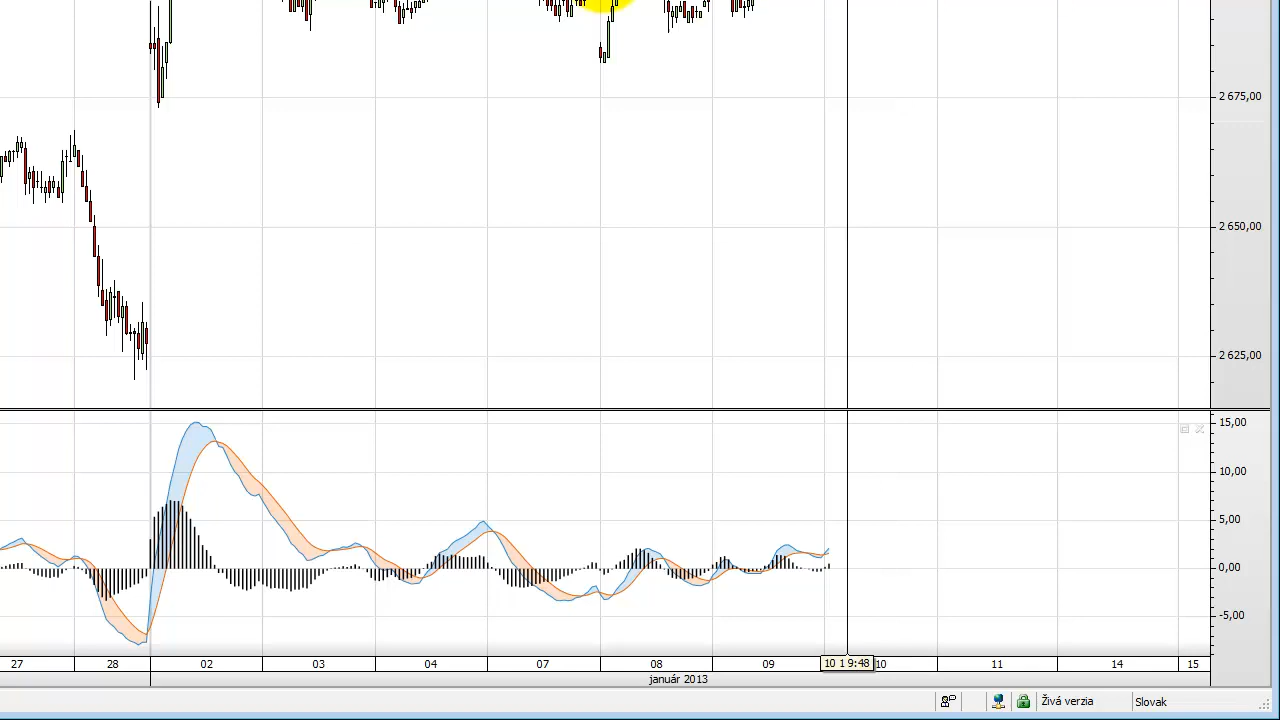 2 675,00
2 650,00
2 625,00
15,00
10,00
5,00
0,00
-5,00
27 28 02 03 04 07 08 09 10 1 9:48 10 11 14 15
január 2013
Živá verzia Slovak